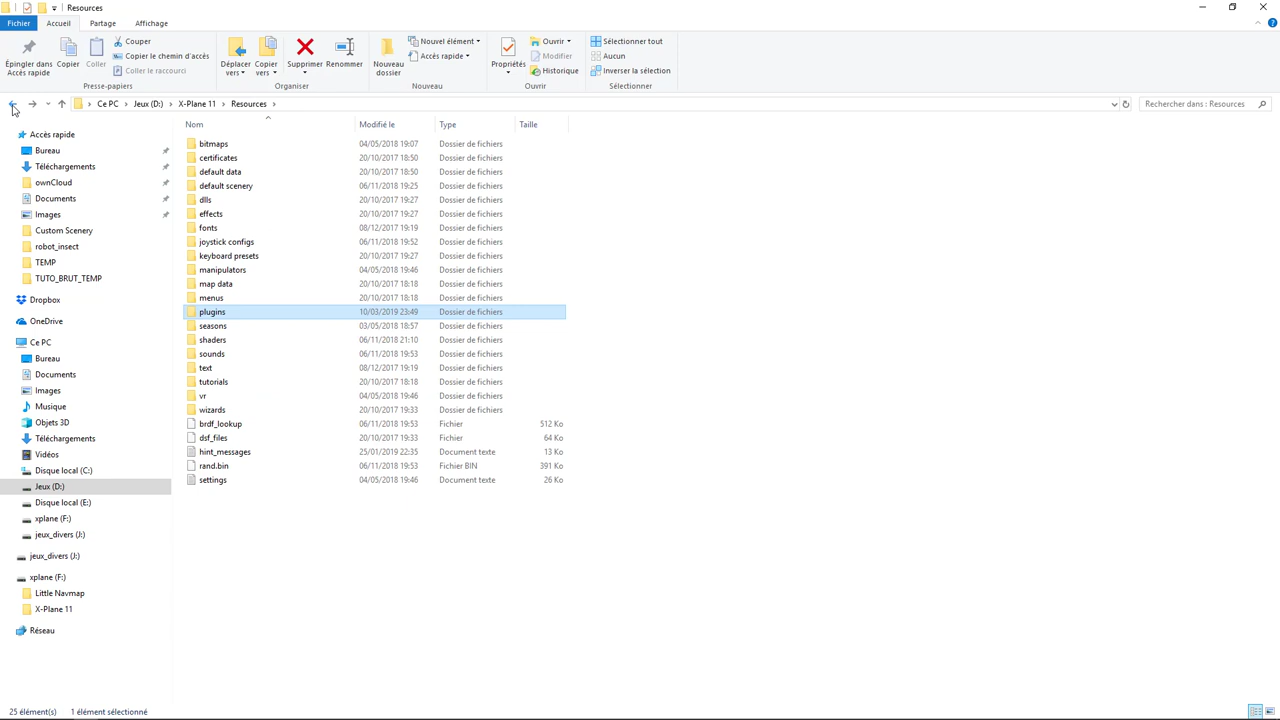 Resources
Fichier Accueil Partage Affichage
Épingler dans Accès rapide
Copier
Coller
Couper
Copier le chemin d'accès
Coller le raccourci
Presse-papiers
Déplacer vers
Copier vers
Supprimer
Renommer
Organiser
Nouveau dossier
Nouvel élément
Accès rapide
Nouveau
Propriétés
Ouvrir
Modifier
Historique
Ouvrir
Sélectionner tout
Aucun
Inverser la sélection
Sélectionner
Ce PC Jeux (D:) X-Plane 11 Resources
Rechercher dans : Resources
Accès rapide
Bureau
Téléchargements
ownCloud
Documents
Images
Custom Scenery
robot_insect
TEMP
TUTO_BRUT_TEMP
Dropbox
OneDrive
Ce PC
Bureau
Documents
Images
Musique
Objets 3D
Téléchargements
Vidéos
Disque local (C:)
Jeux (D:)
Disque local (E:)
xplane (F:)
jeux_divers (J:)
jeux_divers (J:)
xplane (F:)
Little Navmap
X-Plane 11
Réseau
Nom Modifié le Type Taille
bitmaps 04/05/2018 19:07 Dossier de fichiers
certificates 20/10/2017 18:50 Dossier de fichiers
default data 20/10/2017 18:50 Dossier de fichiers
default scenery 06/11/2018 19:25 Dossier de fichiers
dlls 20/10/2017 19:27 Dossier de fichiers
effects 20/10/2017 19:27 Dossier de fichiers
fonts 08/12/2017 19:19 Dossier de fichiers
joystick configs 06/11/2018 19:52 Dossier de fichiers
keyboard presets 20/10/2017 19:27 Dossier de fichiers
manipulators 04/05/2018 19:46 Dossier de fichiers
map data 20/10/2017 18:18 Dossier de fichiers
menus 20/10/2017 18:18 Dossier de fichiers
plugins 10/03/2019 23:49 Dossier de fichiers
seasons 03/05/2018 18:57 Dossier de fichiers
shaders 06/11/2018 21:10 Dossier de fichiers
sounds 06/11/2018 19:53 Dossier de fichiers
text 08/12/2017 19:19 Dossier de fichiers
tutorials 20/10/2017 18:18 Dossier de fichiers
vr 04/05/2018 19:46 Dossier de fichiers
wizards 20/10/2017 19:33 Dossier de fichiers
brdf_lookup 06/11/2018 19:53 Fichier 512 Ko
dsf_files 20/10/2017 19:33 Fichier 64 Ko
hint_messages 25/01/2019 22:35 Document texte 13 Ko
rand.bin 06/11/2018 19:53 Fichier BIN 391 Ko
settings 04/05/2018 19:46 Document texte 26 Ko
25 élément(s) 1 élément sélectionné